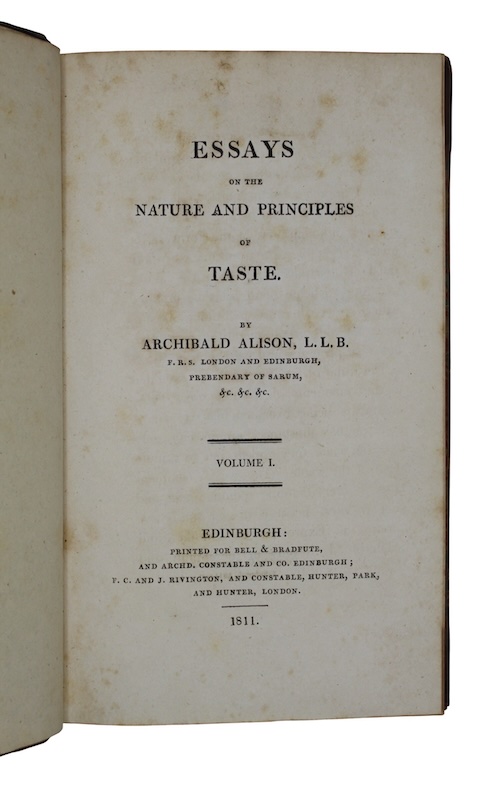 ESSAYS
ON THE
NATURE AND PRINCIPLES
OF
TASTE.
BY
ARCHIBALD ALISON, L.L.B.
F.R.S. LONDON AND EDINBURGH,
PREBENDARY OF SARUM,
&c. &c. &c.
VOLUME I.
EDINBURGH:
PRINTED FOR BELL & BRADFUTE,
AND ARCHD. CONSTABLE AND CO. EDINBURGH;
F. C. AND J. RIVINGTON, AND CONSTABLE, HUNTER, PARK,
AND HUNTER, LONDON.
1811.